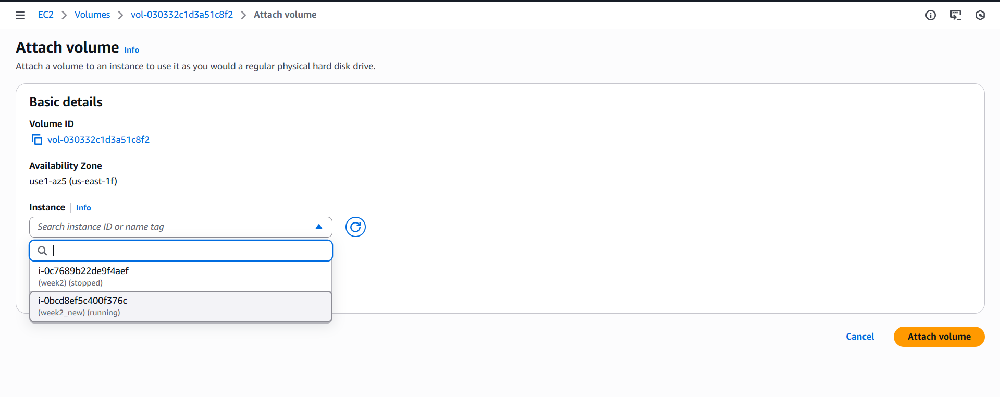 EC2 > Volumes > vol-030332c1d3a51c8f2 > Attach volume
Attach volume Info
Attach a volume to an instance to use it as you would a regular physical hard disk drive.
Basic details
Volume ID
vol-030332c1d3a51c8f2
Availability Zone
use1-az5 (us-east-1f)
Instance Info
Search instance ID or name tag
i-0c7689b22de9f4aef
(week2) (stopped)
i-0bcd8ef5c400f376c
(week2_new) (running)
Cancel Attach volume